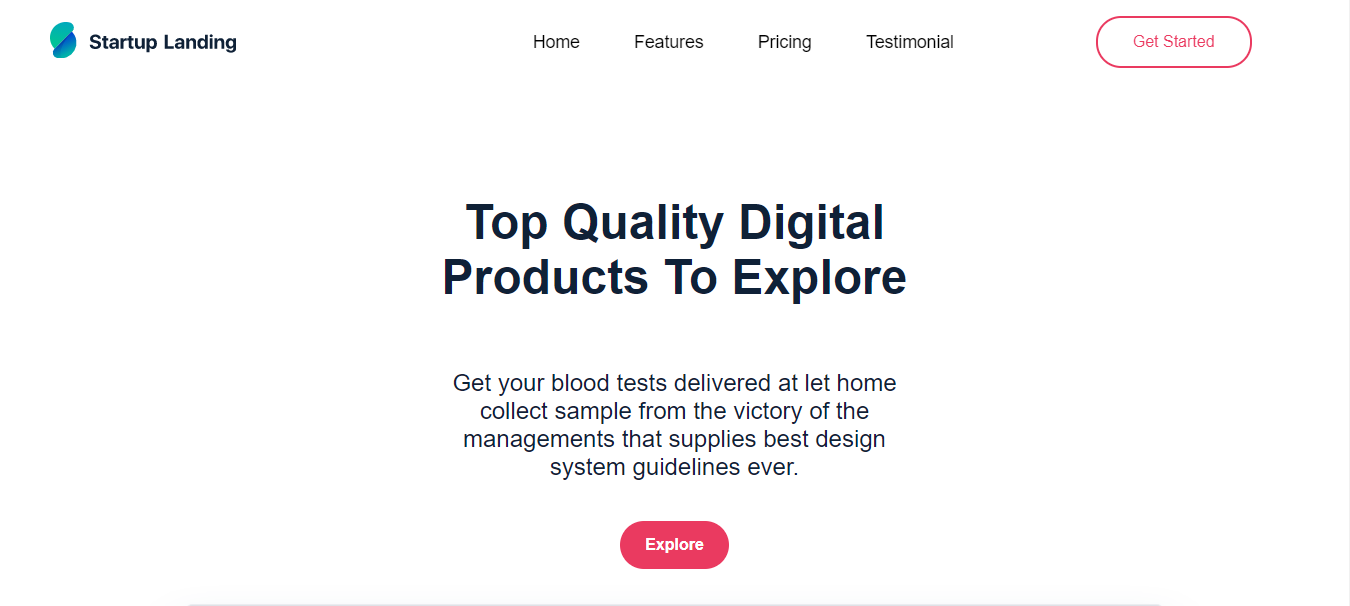 Startup Landing
Home
Features
Pricing
Testimonial
Get Started
Top Quality Digital
Products To Explore
Get your blood tests delivered at let home
collect sample from the victory of the
managements that supplies best design
system guidelines ever.
Explore